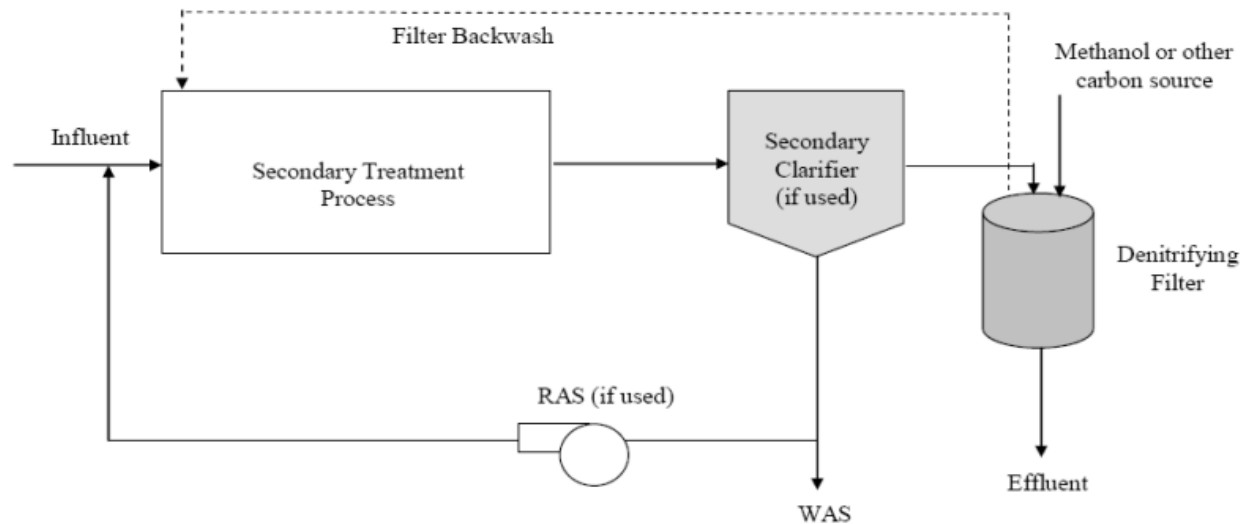 Filter Backwash
Methanol or other
carbon source
Influent
Secondary Treatment
Process
Secondary
Clarifier
(if used)
Denitrifying
Filter
RAS (if used)
Effluent
WAS